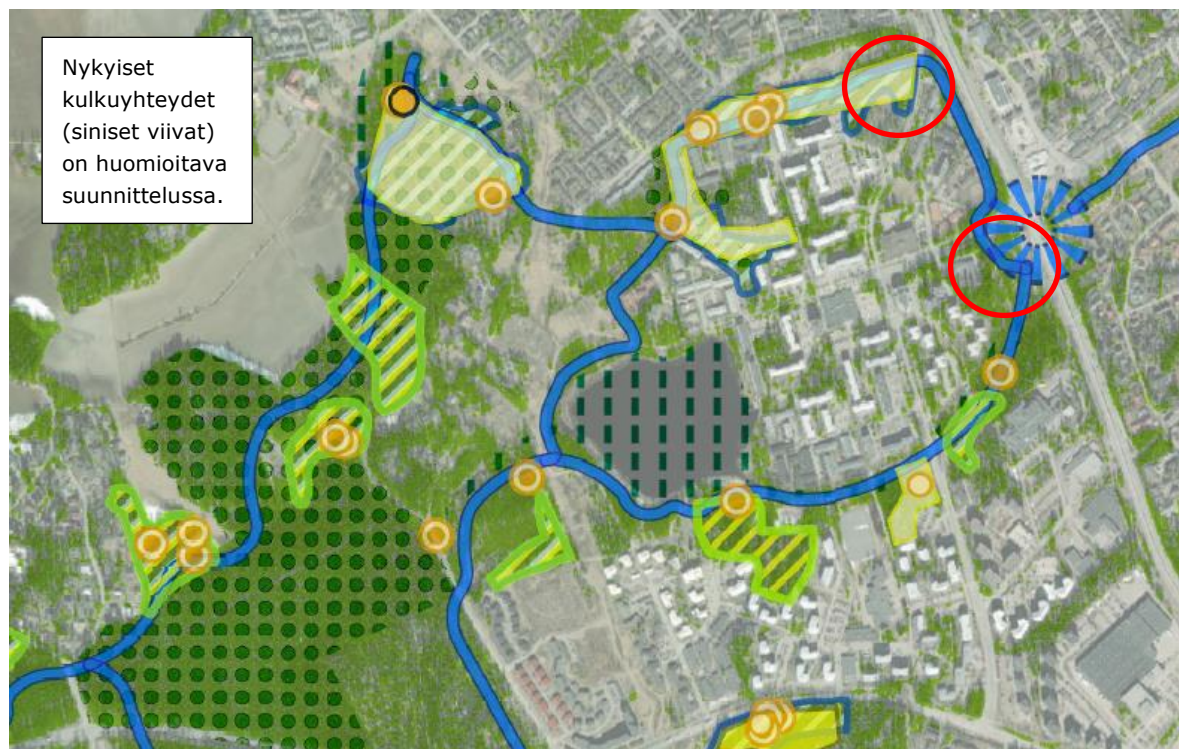 Nykyiset
kulkuyhteydet
(siniset viivat)
on huomioitava
suunnittelussa.